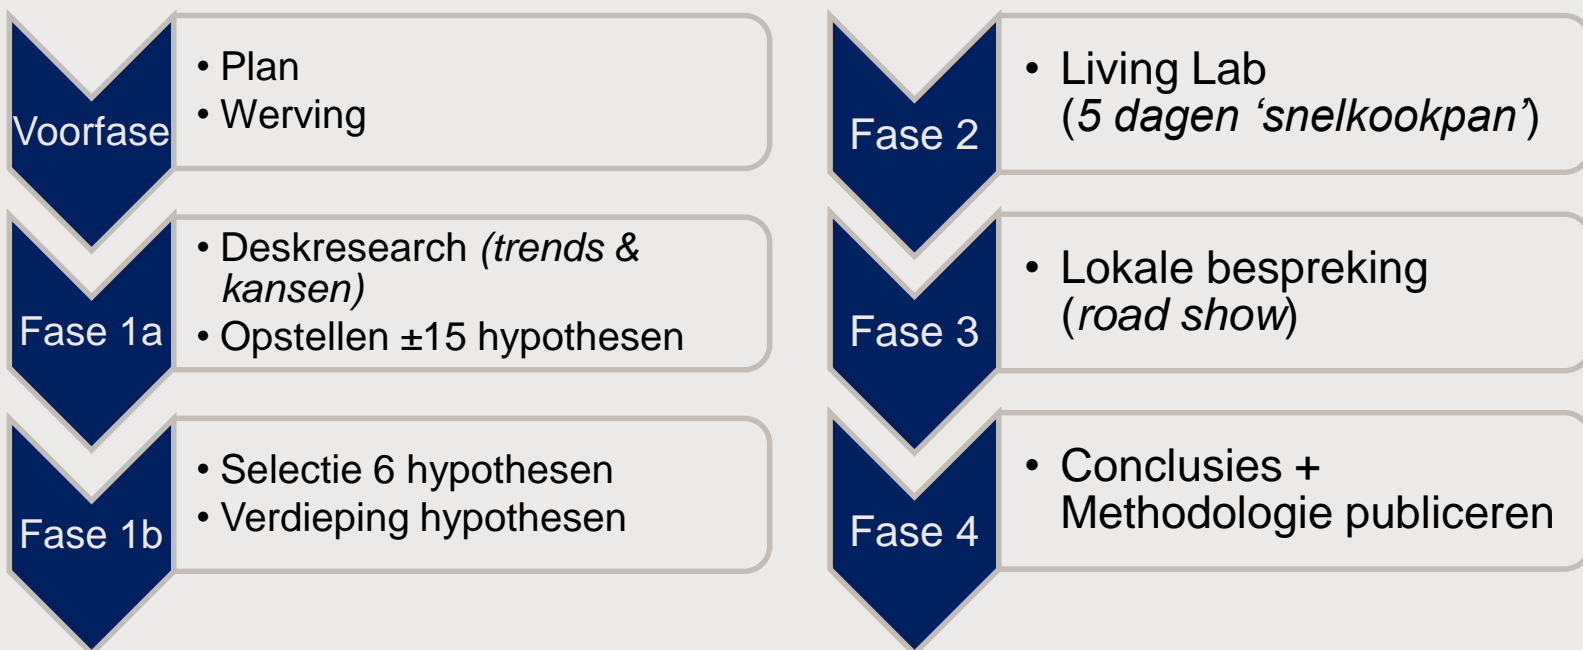 Voorfase
• Plan
• Werving
Fase 1a
• Deskresearch (trends &
kansen)
• Opstellen ±15 hypothesen
Fase 1b
• Selectie 6 hypothesen
• Verdieping hypothesen
Fase 2
• Living Lab
(5 dagen ‘snelkookpan’)
Fase 3
• Lokale bespreking
(road show)
Fase 4
• Conclusies +
Methodologie publiceren